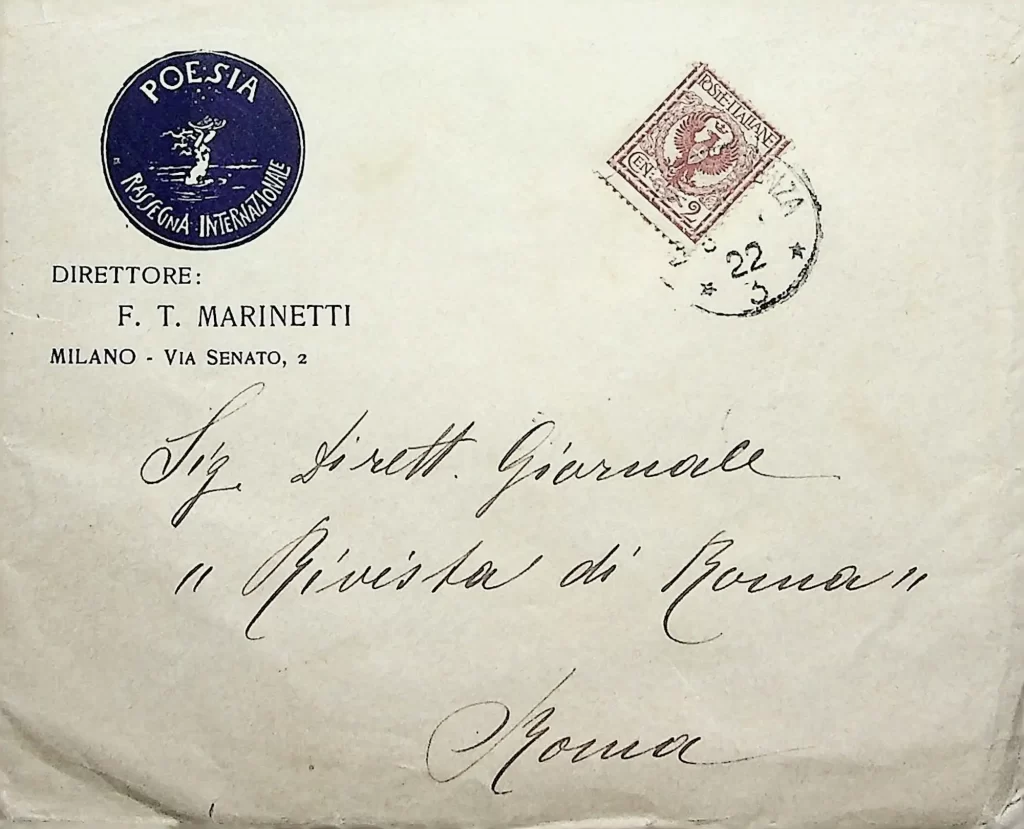 POESIA
RASSEGNA INTERNAZIONALE
DIRETTORE:
F. T. MARINETTI
MILANO - VIA SENATO, 2
POSTE·ITALIANE
CEN. 2
22
3
Sig. Dirett. Giornale
"Rivista di Roma"
Roma